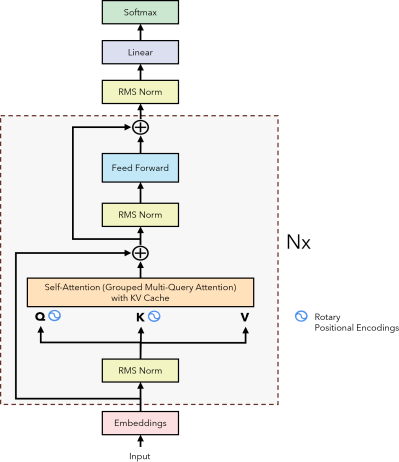 Softmax
Linear
RMS Norm
Feed Forward
RMS Norm
Nx
Self-Attention (Grouped Multi-Query Attention)
with KV Cache
Q K V
Rotary
Positional Encodings
RMS Norm
Embeddings
Input